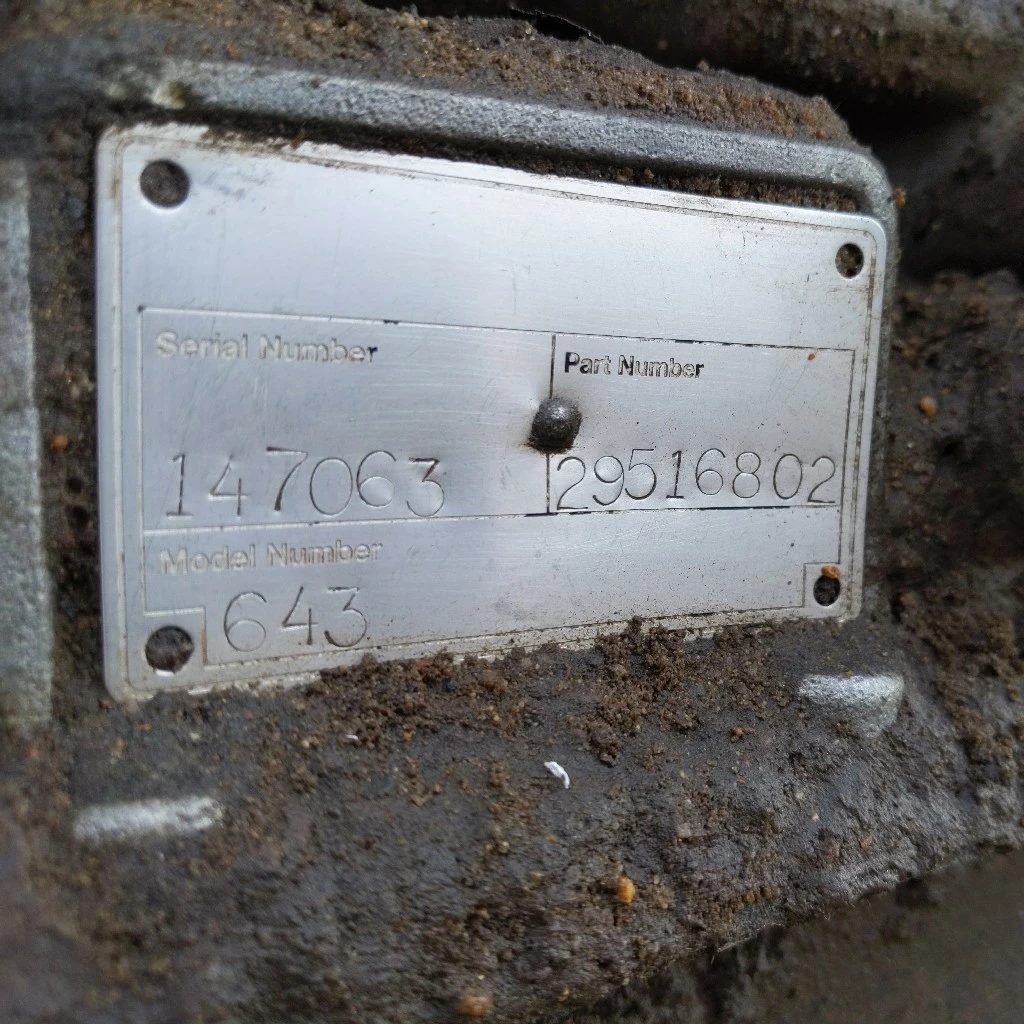 Serial Number Part Number
147063 29516802
Model Number
643